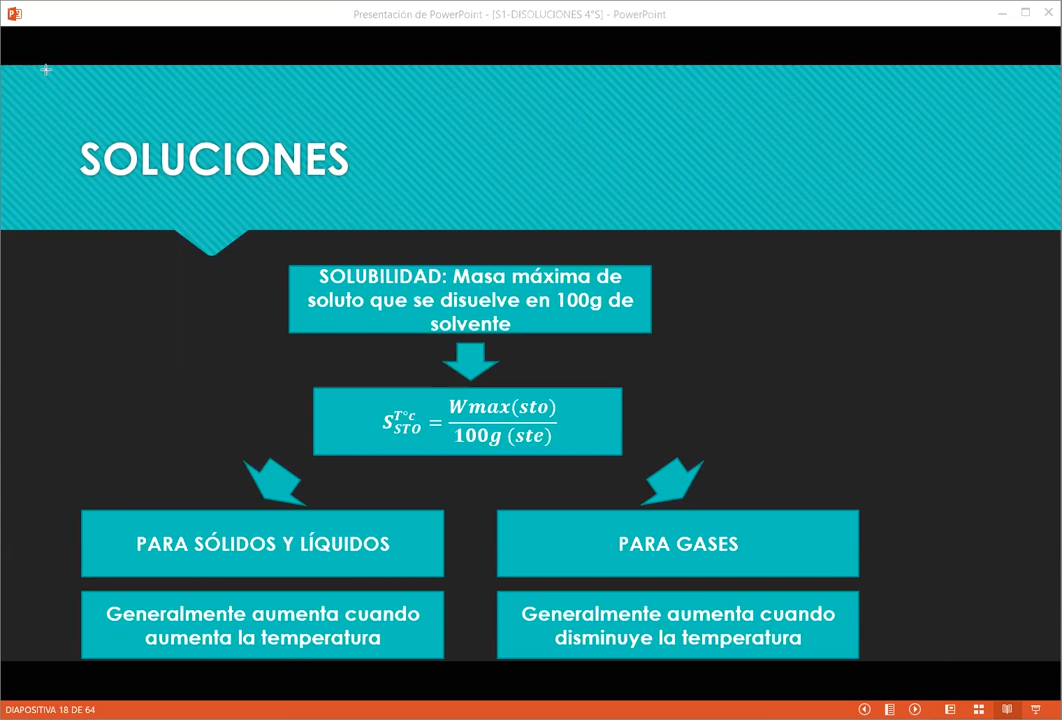 Presentación de PowerPoint - [S1-DISOLUCIONES 4°S] - PowerPoint
SOLUCIONES
SOLUBILIDAD: Masa máxima de
soluto que se disuelve en 100g de
solvente
S_{STO}^{T°c} = \frac{Wmax(sto)}{100g (ste)}
PARA SÓLIDOS Y LÍQUIDOS
PARA GASES
Generalmente aumenta cuando
aumenta la temperatura
Generalmente aumenta cuando
disminuye la temperatura
DIAPOSITIVA 18 DE 64